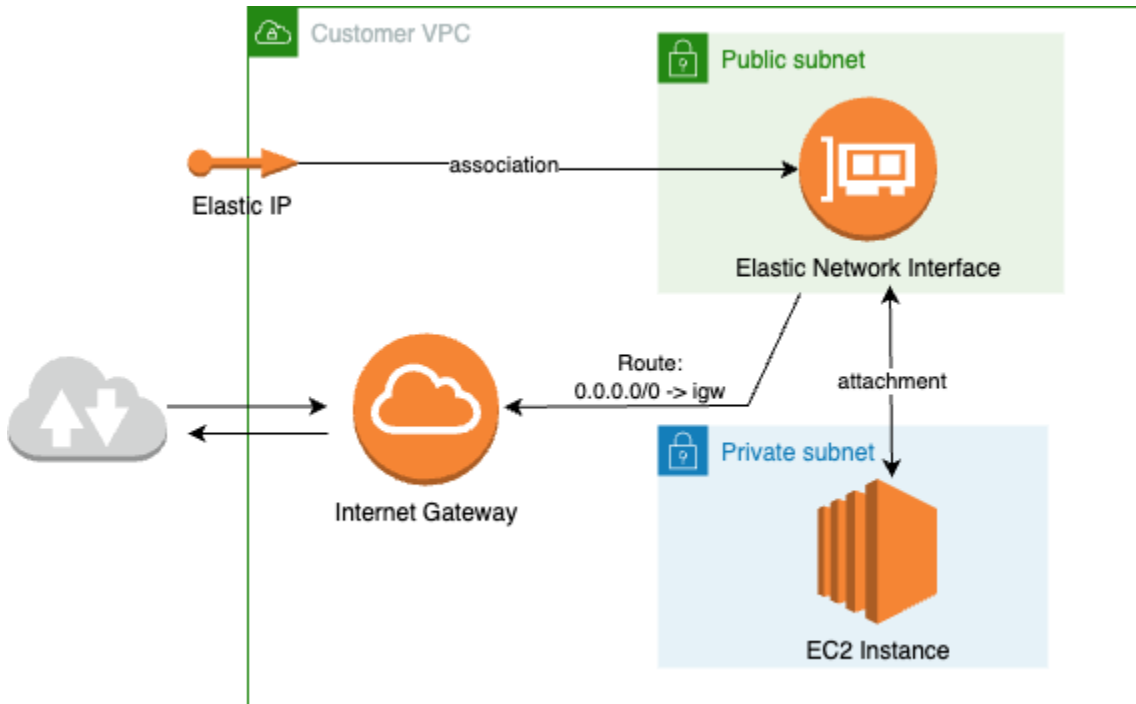 Customer VPC
Public subnet
association
Elastic IP
Elastic Network Interface
Route:
0.0.0.0/0 -> igw
attachment
Private subnet
Internet Gateway
EC2 Instance